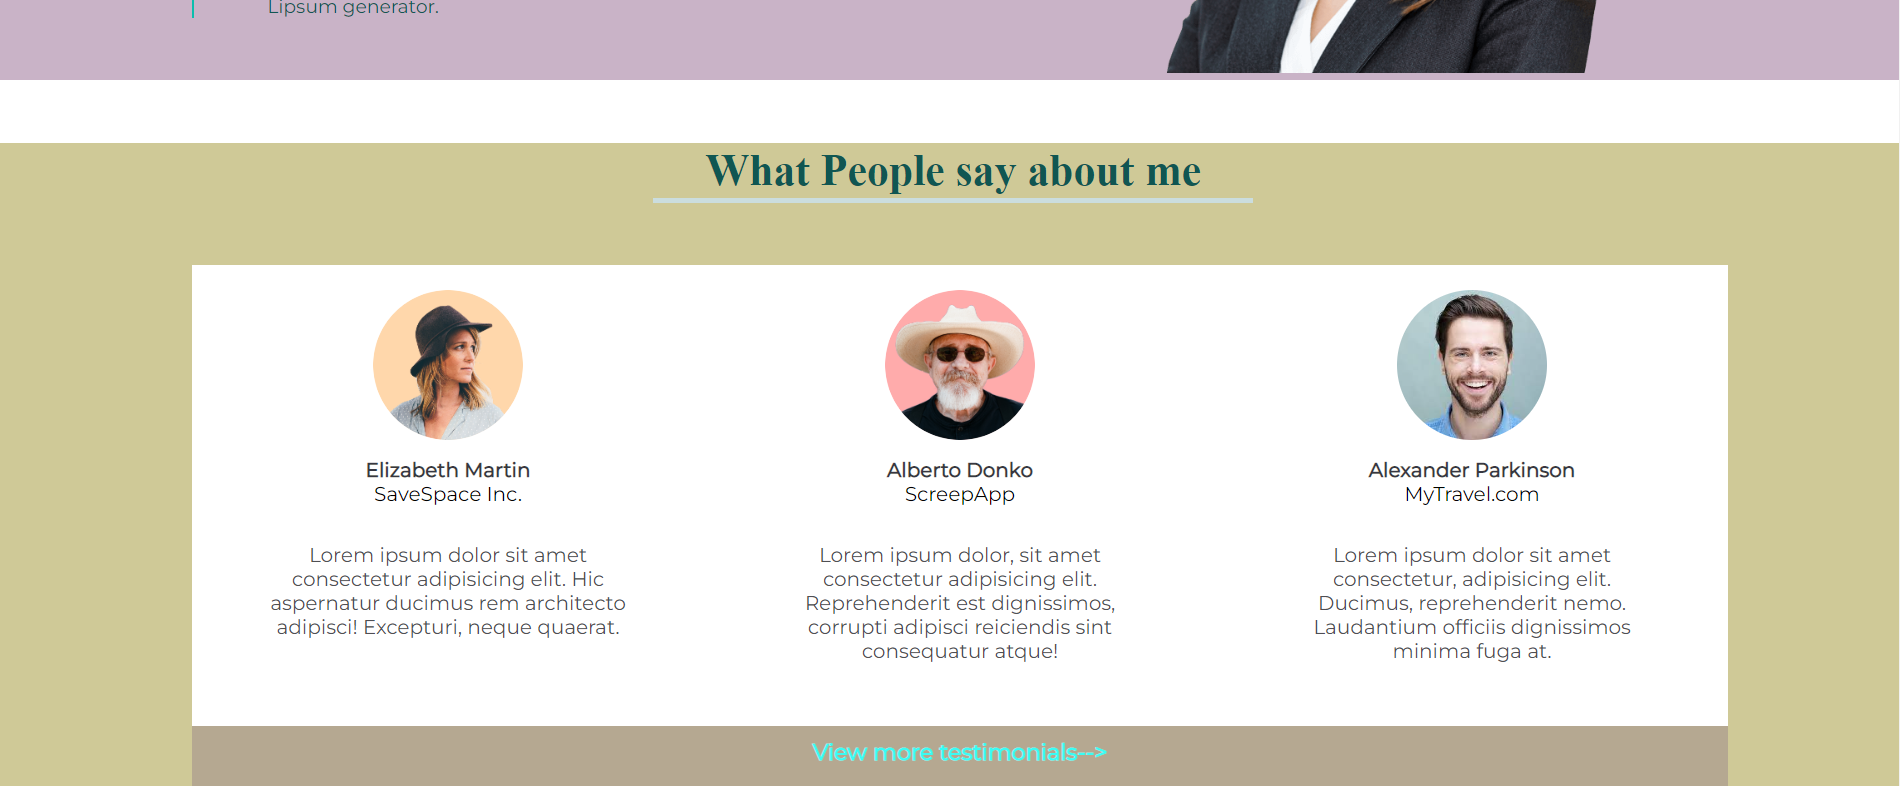 Lipsum generator.
What People say about me
Elizabeth Martin
SaveSpace Inc.
Lorem ipsum dolor sit amet
consectetur adipisicing elit. Hic
aspernatur ducimus rem architecto
adipisci! Excepturi, neque quaerat.
Alberto Donko
ScreepApp
Lorem ipsum dolor, sit amet
consectetur adipisicing elit.
Reprehenderit est dignissimos,
corrupti adipisci reiciendis sint
consequatur atque!
Alexander Parkinson
MyTravel.com
Lorem ipsum dolor sit amet
consectetur, adipisicing elit.
Ducimus, reprehenderit nemo.
Laudantium officiis dignissimos
minima fuga at.
View more testimonials-->